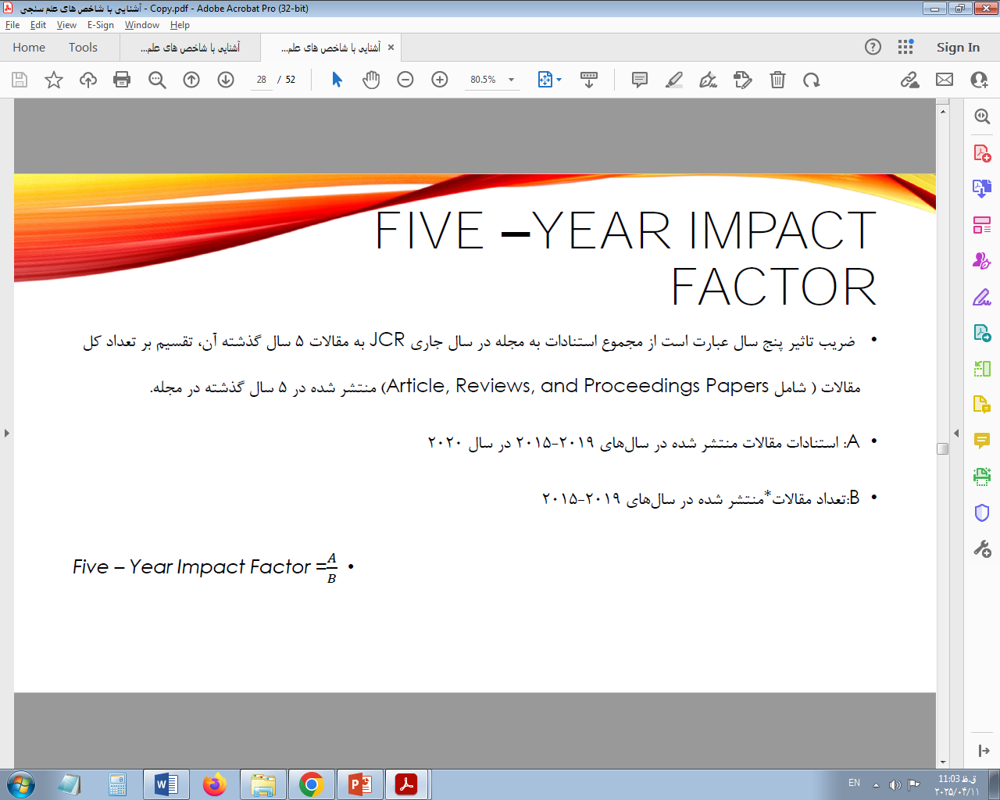 آشنایی با شاخص های علم سنجی - Copy.pdf - Adobe Acrobat Pro (32-bit)
File Edit View E-Sign Window Help
Home Tools آشنایی با شاخص های علم... آشنایی با شاخص های علم... × Sign In
28 / 52 80.5%
FIVE –YEAR IMPACT
FACTOR
• ضریب تاثیر پنج سال عبارت است از مجموع استنادات به مجله در سال جاری JCR به مقالات ۵ سال گذشته آن، تقسیم بر تعداد کل
مقالات ( شامل Article, Reviews, and Proceedings Papers) منتشر شده در ۵ سال گذشته در مجله.
• A: استنادات مقالات منتشر شده در سال‌های ۲۰۱۹-۲۰۱۵ در سال ۲۰۲۰
• B:تعداد مقالات*منتشر شده در سال‌های ۲۰۱۹-۲۰۱۵
• Five – Year Impact Factor =A/B
EN 11:03 ق.ظ
۲۰۲۵/۰۴/۱۱